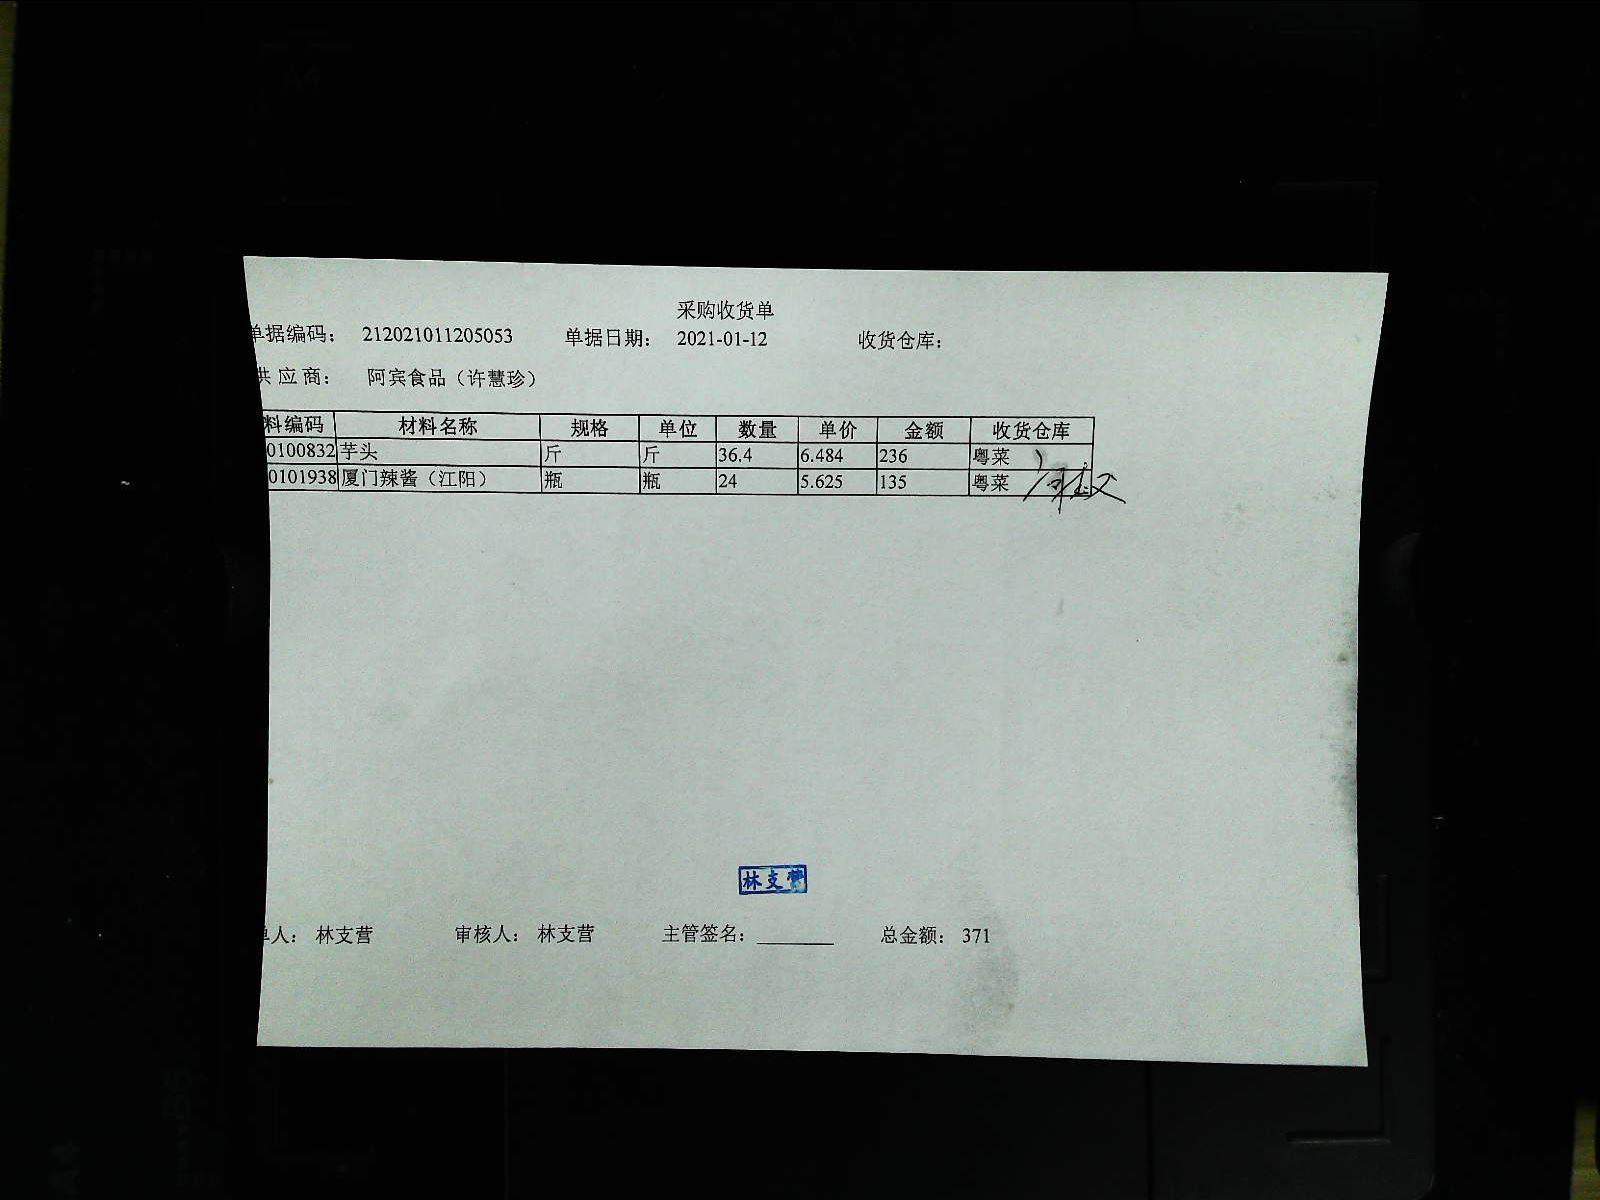 采购收货单
单据编码： 212021011205053 单据日期： 2021-01-12 收货仓库：
供应商： 阿宾食品（许慧珍）
料编码 材料名称 规格 单位 数量 单价 金额 收货仓库
0100832 芋头 斤 斤 36.4 6.484 236 粤菜
0101938 厦门辣酱（江阳） 瓶 瓶 24 5.625 135 粤菜
林支营
单人： 林支营 审核人： 林支营 主管签名： ________ 总金额： 371